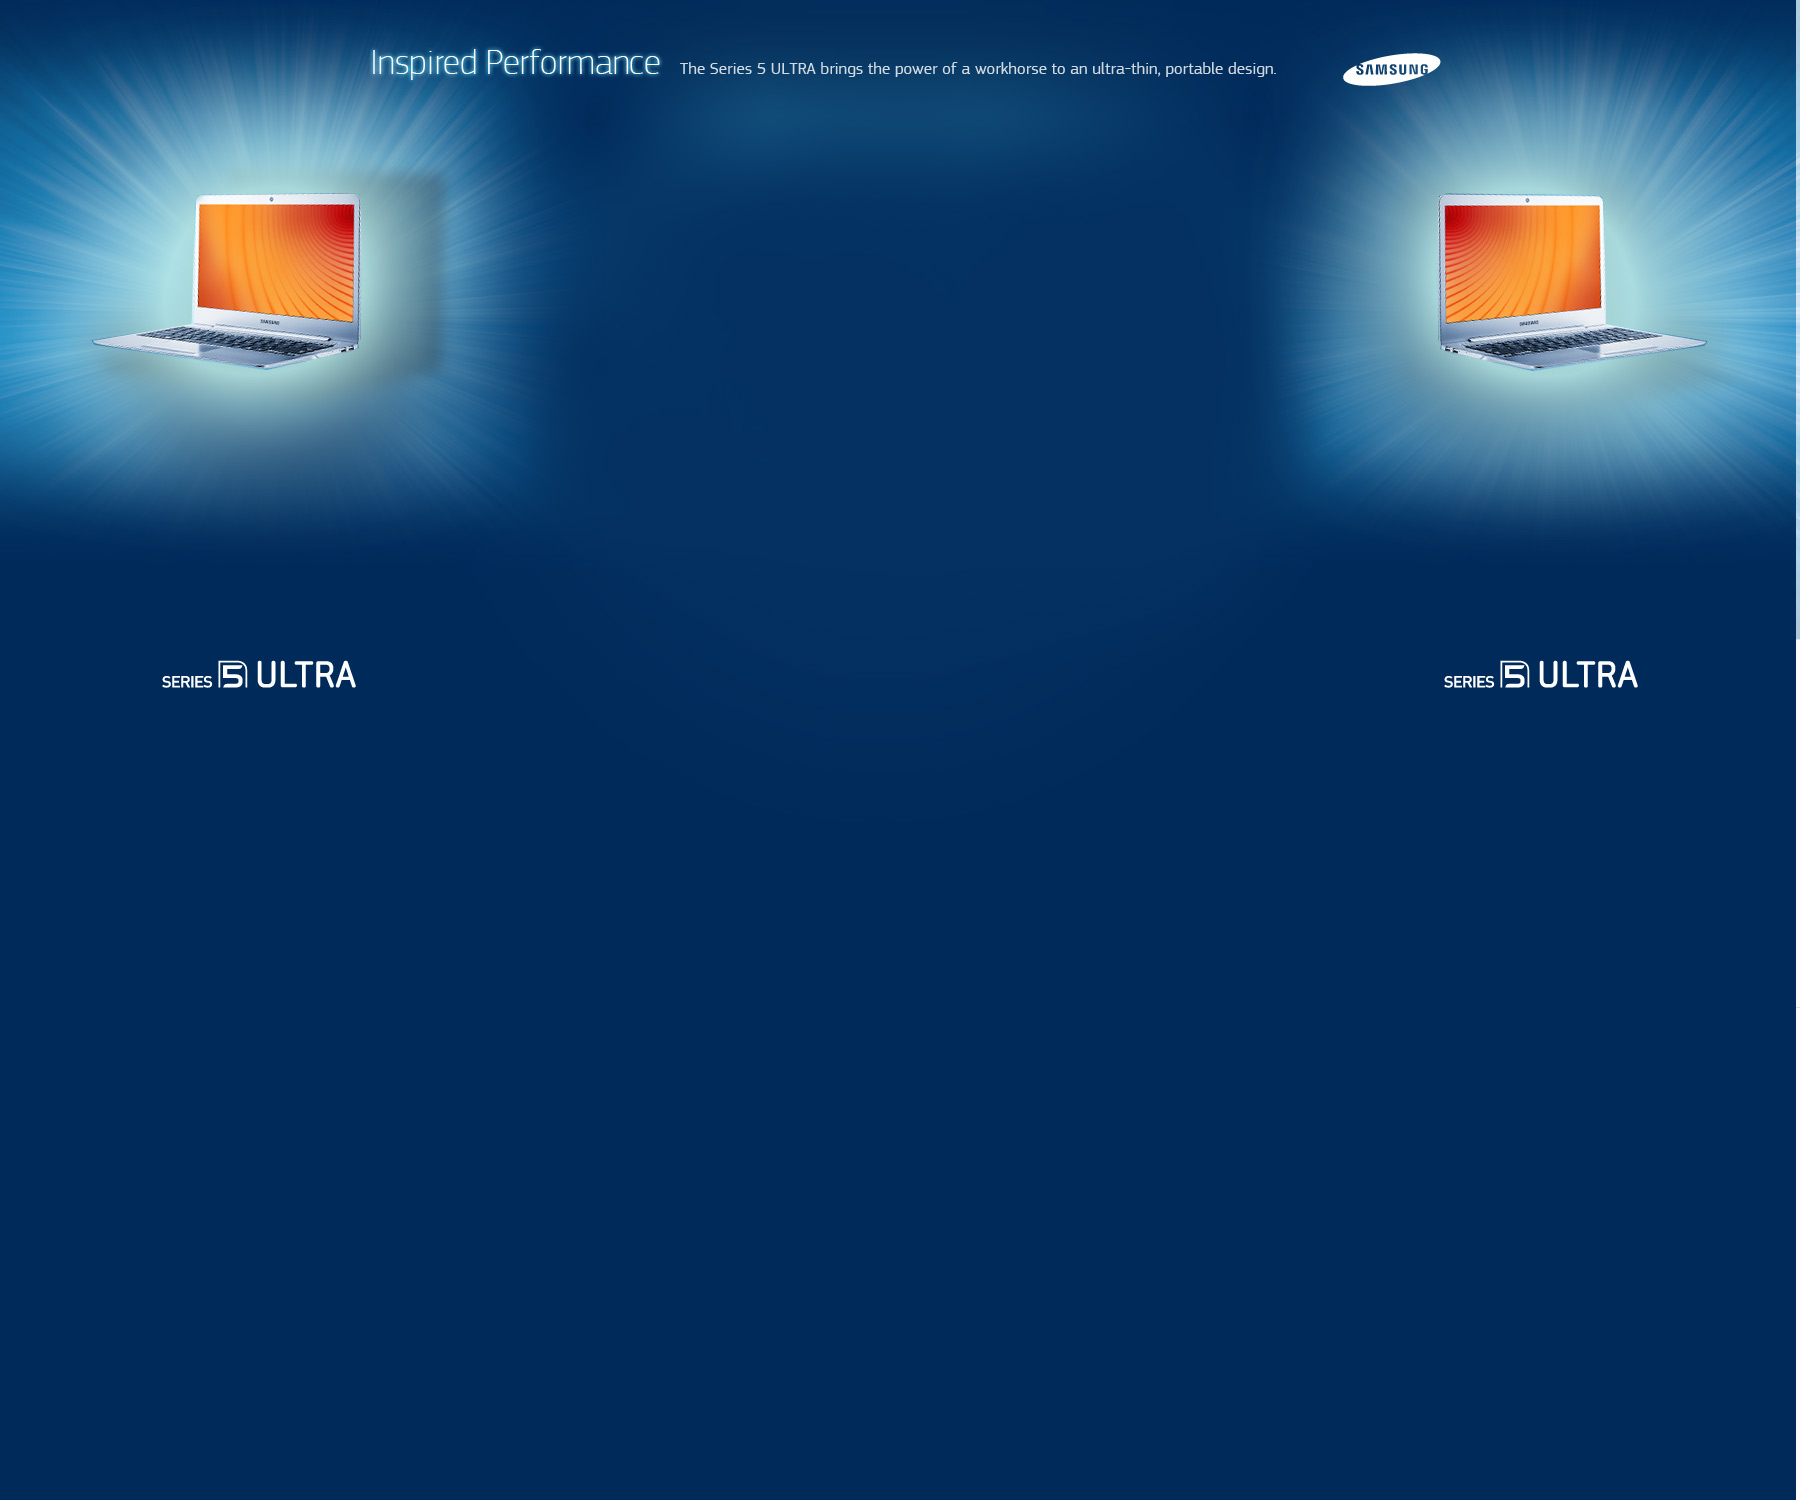 Inspired Performance The Series 5 ULTRA brings the power of a workhorse to an ultra-thin, portable design.
SAMSUNG
SAMSUNG
SAMSUNG
SERIES 5 ULTRA
SERIES 5 ULTRA